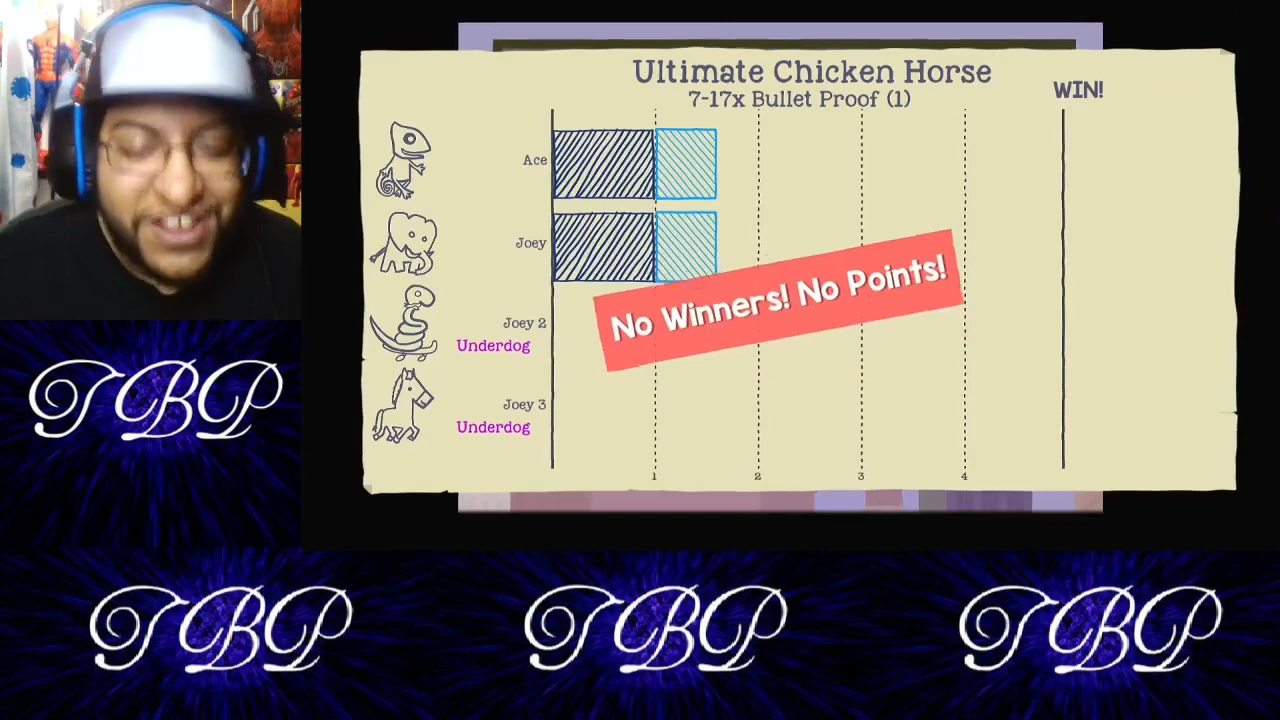 Ultimate Chicken Horse
7-17x Bullet Proof (1)
WIN!
Ace
Joey
No Winners! No Points!
Joey 2
Underdog
Joey 3
Underdog
1 2 3 4
TBP
TBP TBP TBP